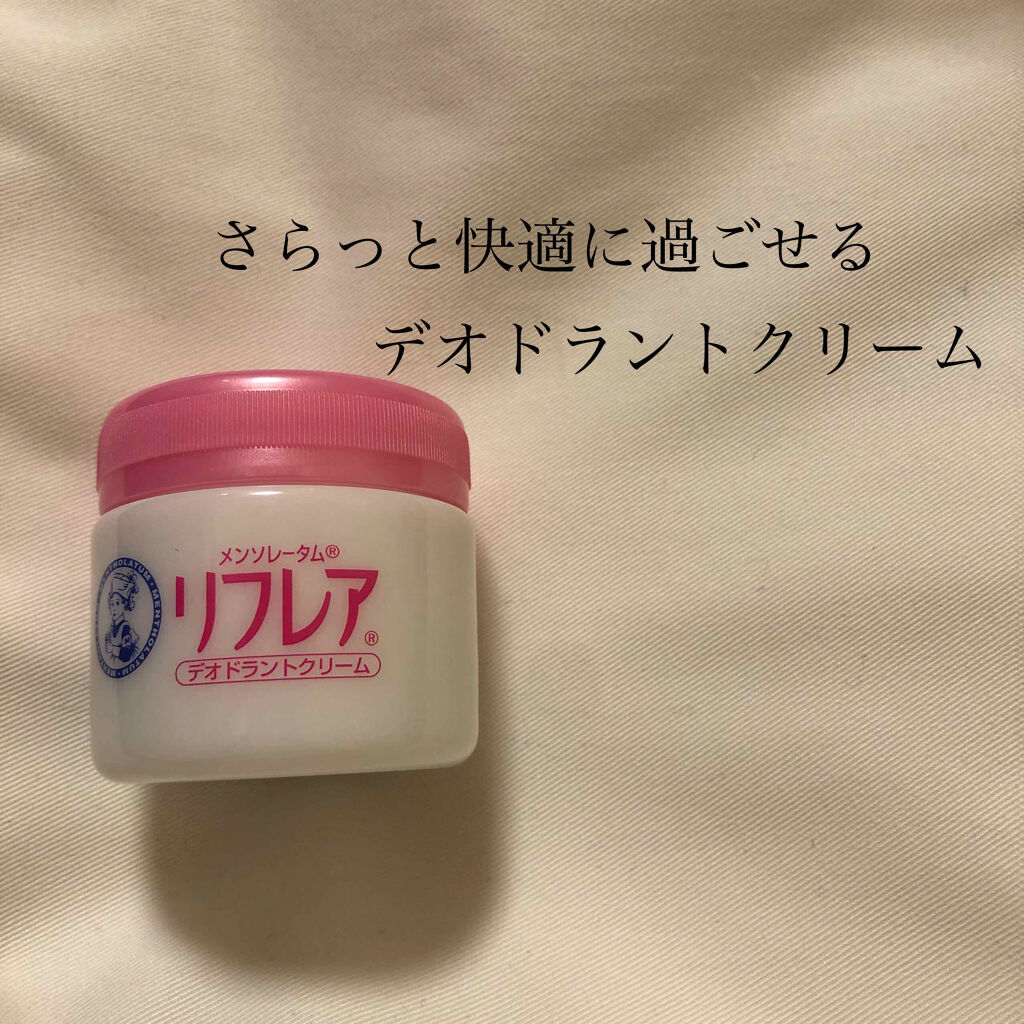 さらっと快適に過ごせる
デオドラントクリーム
メンソレータム®
リフレア®
デオドラントクリーム
MENTHOLATUM